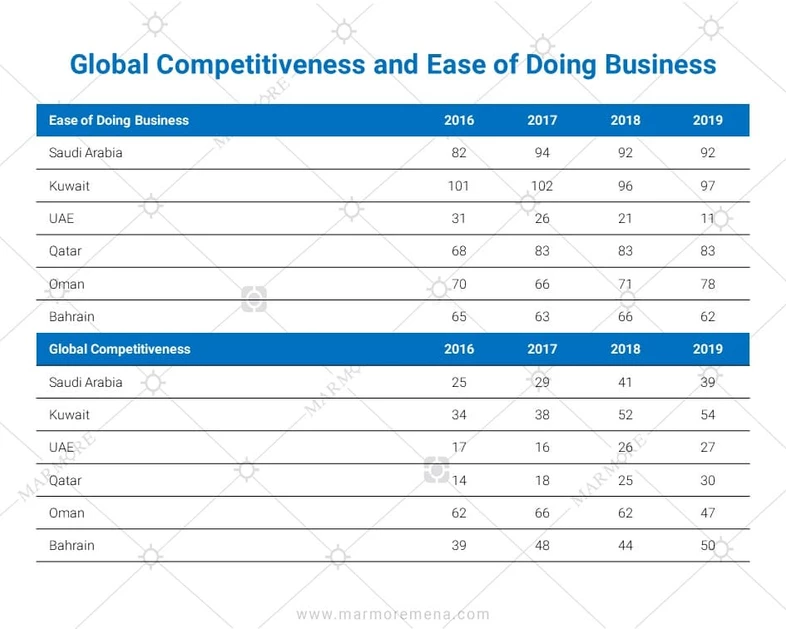 Global Competitiveness and Ease of Doing Business
Ease of Doing Business 2016 2017 2018 2019
Saudi Arabia 82 94 92 92
Kuwait 101 102 96 97
UAE 31 26 21 11
Qatar 68 83 83 83
Oman 70 66 71 78
Bahrain 65 63 66 62
Global Competitiveness 2016 2017 2018 2019
Saudi Arabia 25 29 41 39
Kuwait 34 38 52 54
UAE 17 16 26 27
Qatar 14 18 25 30
Oman 62 66 62 47
Bahrain 39 48 44 50
MARMORE
MARMORE
MARMORE
MARMORE
www.marmoremena.com